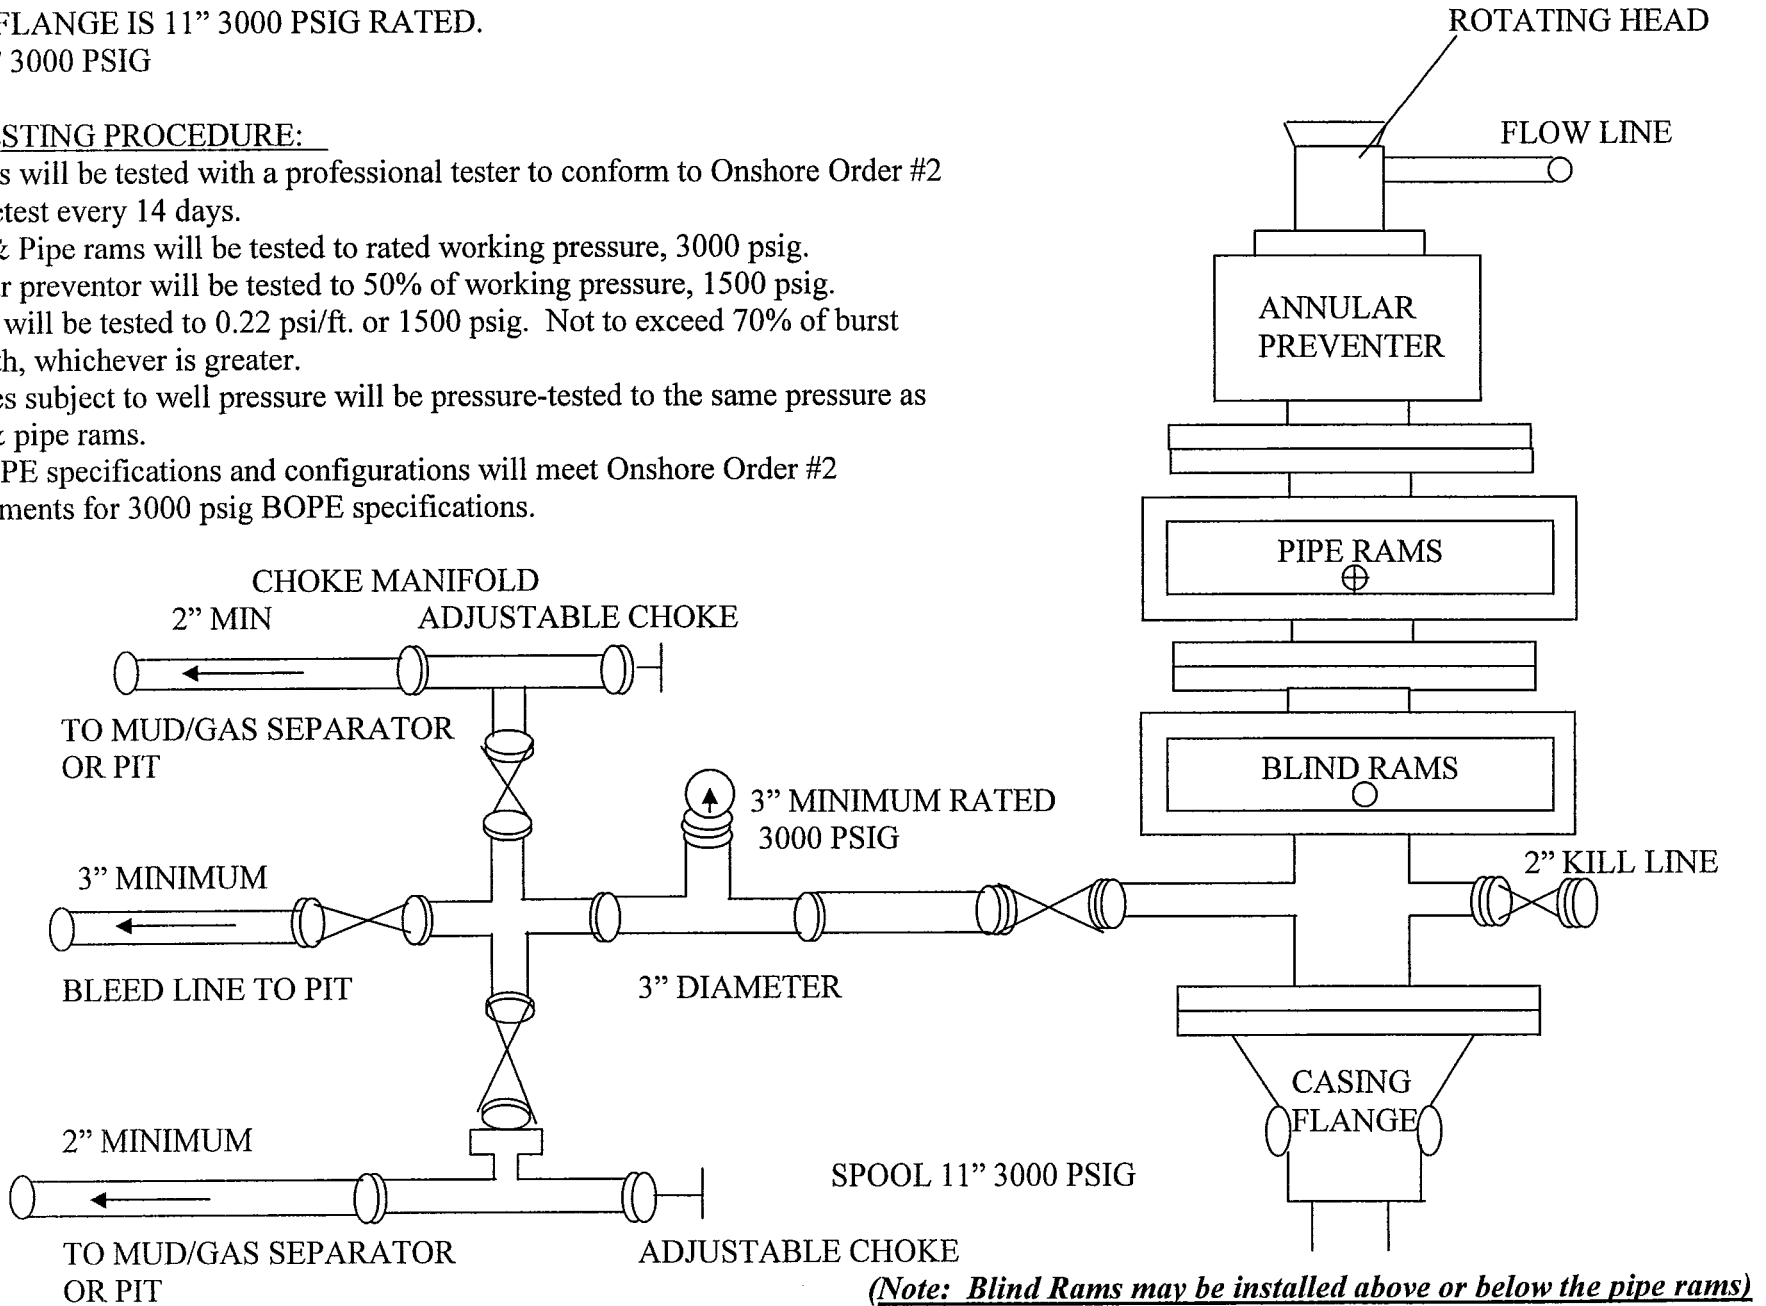 FLANGE IS 11” 3000 PSIG RATED.
3000 PSIG
STING PROCEDURE:
s will be tested with a professional tester to conform to Onshore Order #2
test every 14 days.
& Pipe rams will be tested to rated working pressure, 3000 psig.
r preventor will be tested to 50% of working pressure, 1500 psig.
will be tested to 0.22 psi/ft. or 1500 psig. Not to exceed 70% of burst
th, whichever is greater.
es subject to well pressure will be pressure-tested to the same pressure as
& pipe rams.
PE specifications and configurations will meet Onshore Order #2
ments for 3000 psig BOPE specifications.
ROTATING HEAD
FLOW LINE
ANNULAR
PREVENTER
PIPE RAMS
BLIND RAMS
CHOKE MANIFOLD
2” MIN
ADJUSTABLE CHOKE
TO MUD/GAS SEPARATOR
OR PIT
3” MINIMUM RATED
3000 PSIG
2” KILL LINE
3” MINIMUM
BLEED LINE TO PIT
3” DIAMETER
CASING
FLANGE
2” MINIMUM
SPOOL 11” 3000 PSIG
TO MUD/GAS SEPARATOR
OR PIT
ADJUSTABLE CHOKE
(Note: Blind Rams may be installed above or below the pipe rams)